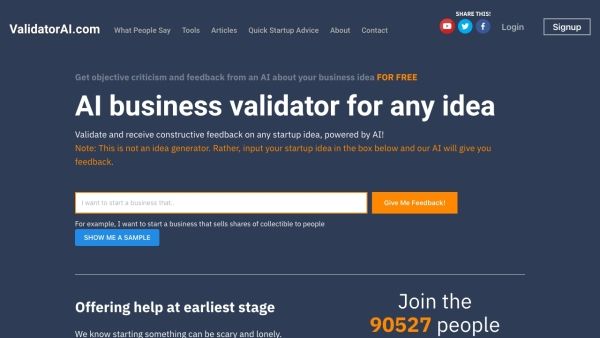 SHARE THIS!
ValidatorAI.com What People Say Tools Articles Quick Startup Advice About Contact Login Signup
Get objective criticism and feedback from an AI about your business idea FOR FREE
AI business validator for any idea
Validate and receive constructive feedback on any startup idea, powered by AI!
Note: This is not an idea generator. Rather, input your startup idea in the box below and our AI will give you
feedback.
I want to start a business that.. Give Me Feedback!
For example, I want to start a business that sells shares of collectible to people
SHOW ME A SAMPLE
Offering help at earliest stage
We know starting something can be scary and lonely.
Join the
90527 people